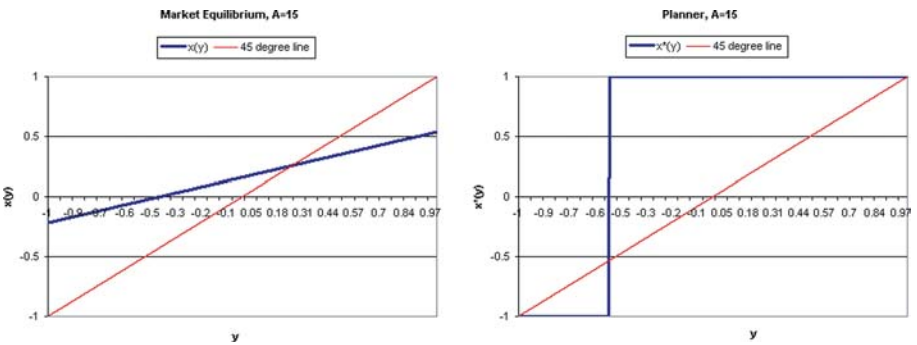 Market Equilibrium, A=15
x(y) 45 degree line
1
0.5
0
-0.5
-1
x(y)
-1 -0.9 -0.7 -0.6 -0.4 -0.3 -0.2 -0.1 0.05 0.18 0.31 0.44 0.57 0.7 0.84 0.97
y
Planner, A=15
x*(y) 45 degree line
1
0.5
0
-0.5
-1
x*(y)
-1 -0.9 -0.7 -0.6 -0.5 -0.3 -0.2 -0.1 0.05 0.18 0.31 0.44 0.57 0.7 0.84 0.97
y